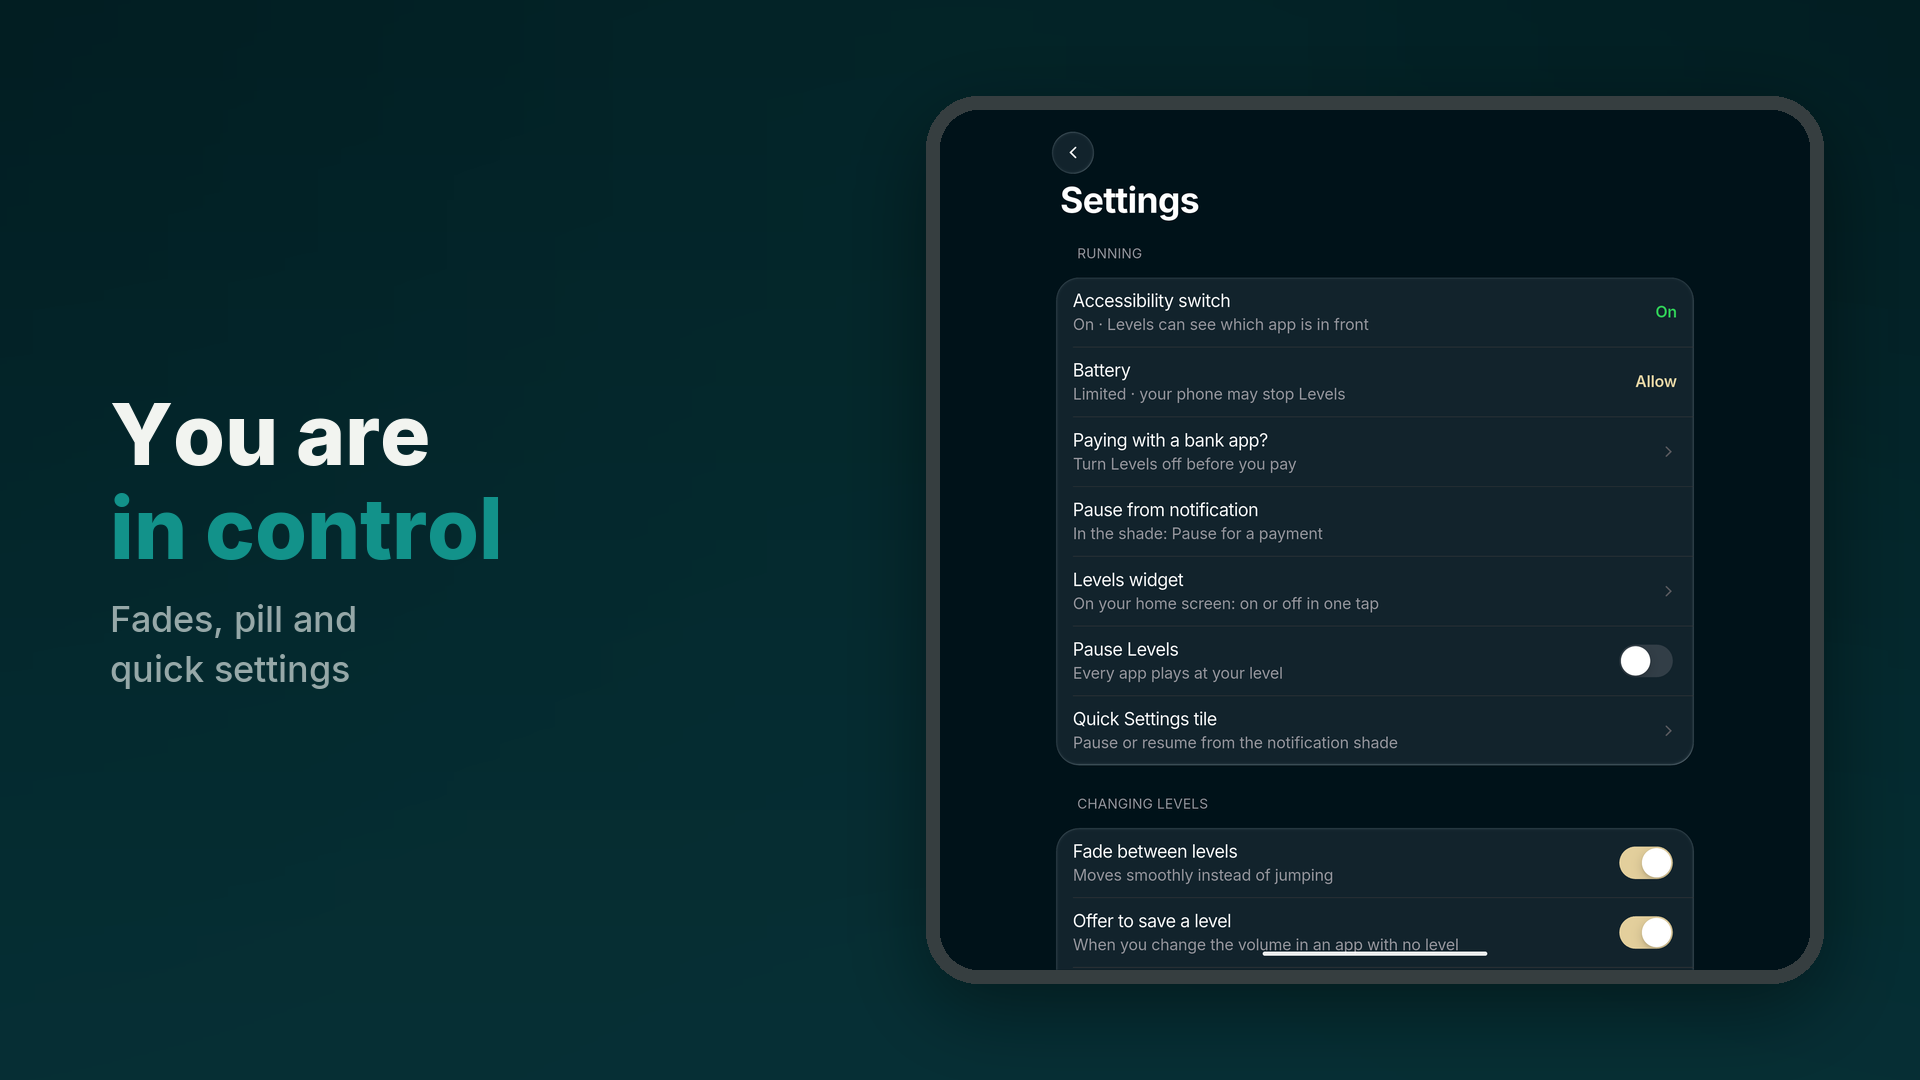 You are
in control
Fades, pill and
quick settings
Settings
RUNNING
Accessibility switch
On · Levels can see which app is in front
On
Battery
Limited · your phone may stop Levels
Allow
Paying with a bank app?
Turn Levels off before you pay
Pause from notification
In the shade: Pause for a payment
Levels widget
On your home screen: on or off in one tap
Pause Levels
Every app plays at your level
Quick Settings tile
Pause or resume from the notification shade
CHANGING LEVELS
Fade between levels
Moves smoothly instead of jumping
Offer to save a level
When you change the volume in an app with no level